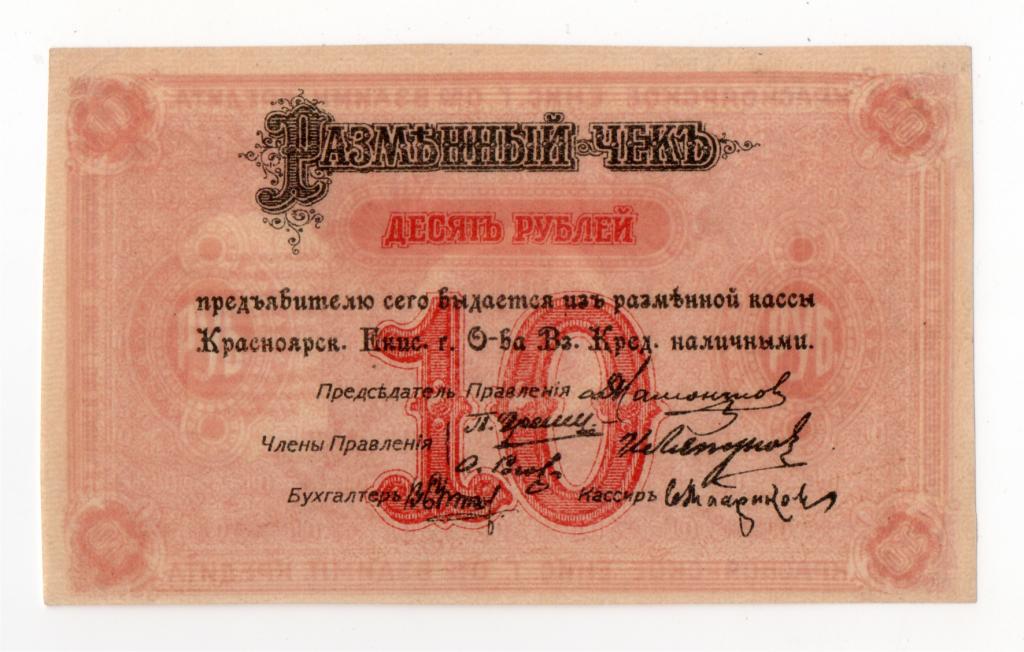 Размѣнный чекъ
ДЕСЯТЬ РУБЛЕЙ
предъявителю сего выдается изъ размѣнной кассы
Красноярск. Енис. г. О-ва Вз. Кред. наличными.
Предсѣдатель Правленія
Члены Правленія
Бухгалтеръ Кассиръ
10